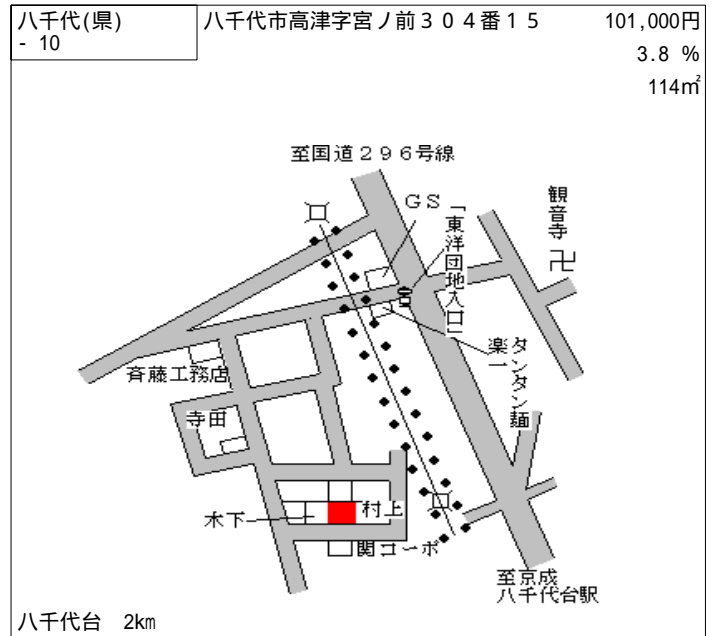 八千代(県)
- 10
八千代市高津字宮ノ前３０４番１５
101,000円
3.8 %
114㎡
至国道２９６号線
ＧＳ
「東洋団地入口」
観音寺
楽一
タンタン麺
斉藤工務店
寺田
木下
村上
関コーポ
至京成
八千代台駅
八千代台 2km